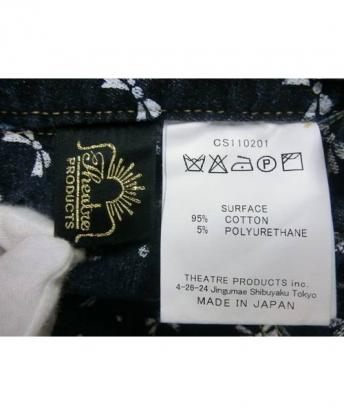 Theatre
PRODUCTS
CS110201
P
SURFACE
95% COTTON
5% POLYURETHANE
THEATRE PRODUCTS inc.
4-26-24 Jingumae Shibuyaku Tokyo
MADE IN JAPAN